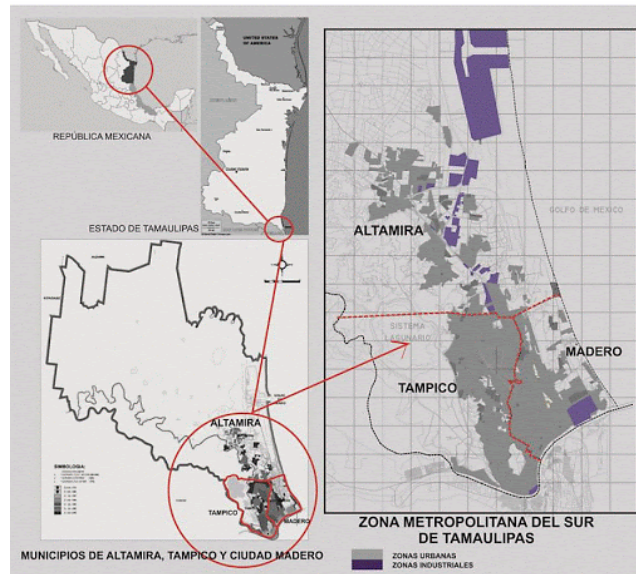 UNITED STATES
OF AMERICA
REPÚBLICA MEXICANA
ESTADO DE TAMAULIPAS
ALTAMIRA
TAMPICO
MADERO
SIMBOLOGIA:
MUNICIPIOS DE ALTAMIRA, TAMPICO Y CIUDAD MADERO
ALTAMIRA
GOLFO DE MEXICO
SISTEMA
LAGUNARIO
TAMPICO
MADERO
ZONA METROPOLITANA DEL SUR
DE TAMAULIPAS
ZONAS URBANAS
ZONAS INDUSTRIALES